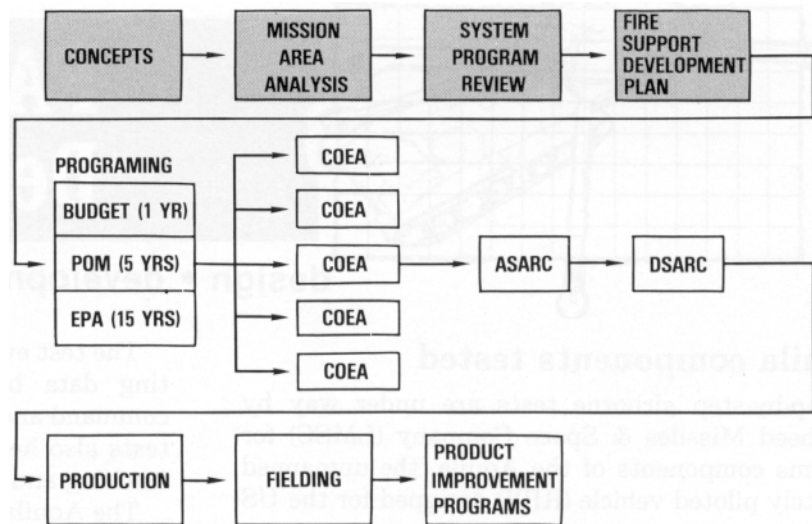 CONCEPTS
MISSION
AREA
ANALYSIS
SYSTEM
PROGRAM
REVIEW
FIRE
SUPPORT
DEVELOPMENT
PLAN
PROGRAMING
BUDGET (1 YR)
POM (5 YRS)
EPA (15 YRS)
COEA
COEA
COEA
COEA
COEA
ASARC
DSARC
PRODUCTION
FIELDING
PRODUCT
IMPROVEMENT
PROGRAMS